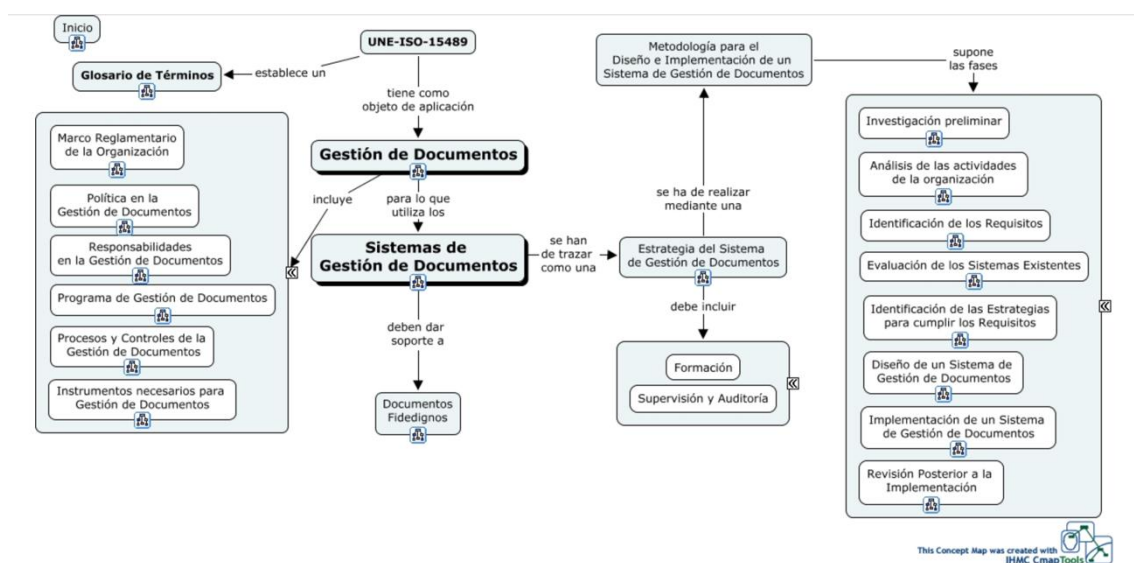 Inicio
UNE-ISO-15489
establece un
Glosario de Términos
tiene como
objeto de aplicación
Gestión de Documentos
incluye
Marco Reglamentario
de la Organización
Política en la
Gestión de Documentos
Responsabilidades
en la Gestión de Documentos
Programa de Gestión de Documentos
Procesos y Controles de la
Gestión de Documentos
Instrumentos necesarios para
Gestión de Documentos
para lo que
utiliza los
Sistemas de
Gestión de Documentos
deben dar
soporte a
Documentos
Fidedignos
se han
de trazar
como una
Estrategia del Sistema
de Gestión de Documentos
debe incluir
Formación
Supervisión y Auditoría
se ha de realizar
mediante una
Metodología para el
Diseño e Implementación de un
Sistema de Gestión de Documentos
supone
las fases
Investigación preliminar
Análisis de las actividades
de la organización
Identificación de los Requisitos
Evaluación de los Sistemas Existentes
Identificación de las Estrategias
para cumplir los Requisitos
Diseño de un Sistema de
Gestión de Documentos
Implementación de un Sistema
de Gestión de Documentos
Revisión Posterior a la
Implementación
This Concept Map was created with
IHMC CmapTools